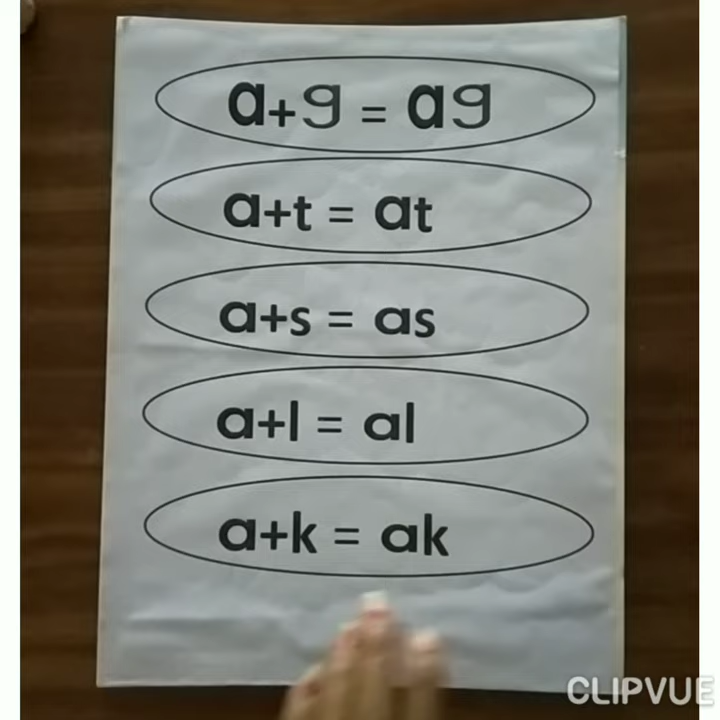 a+g = ag
a+t = at
a+s = as
a+l = al
a+k = ak
CLIPVUE